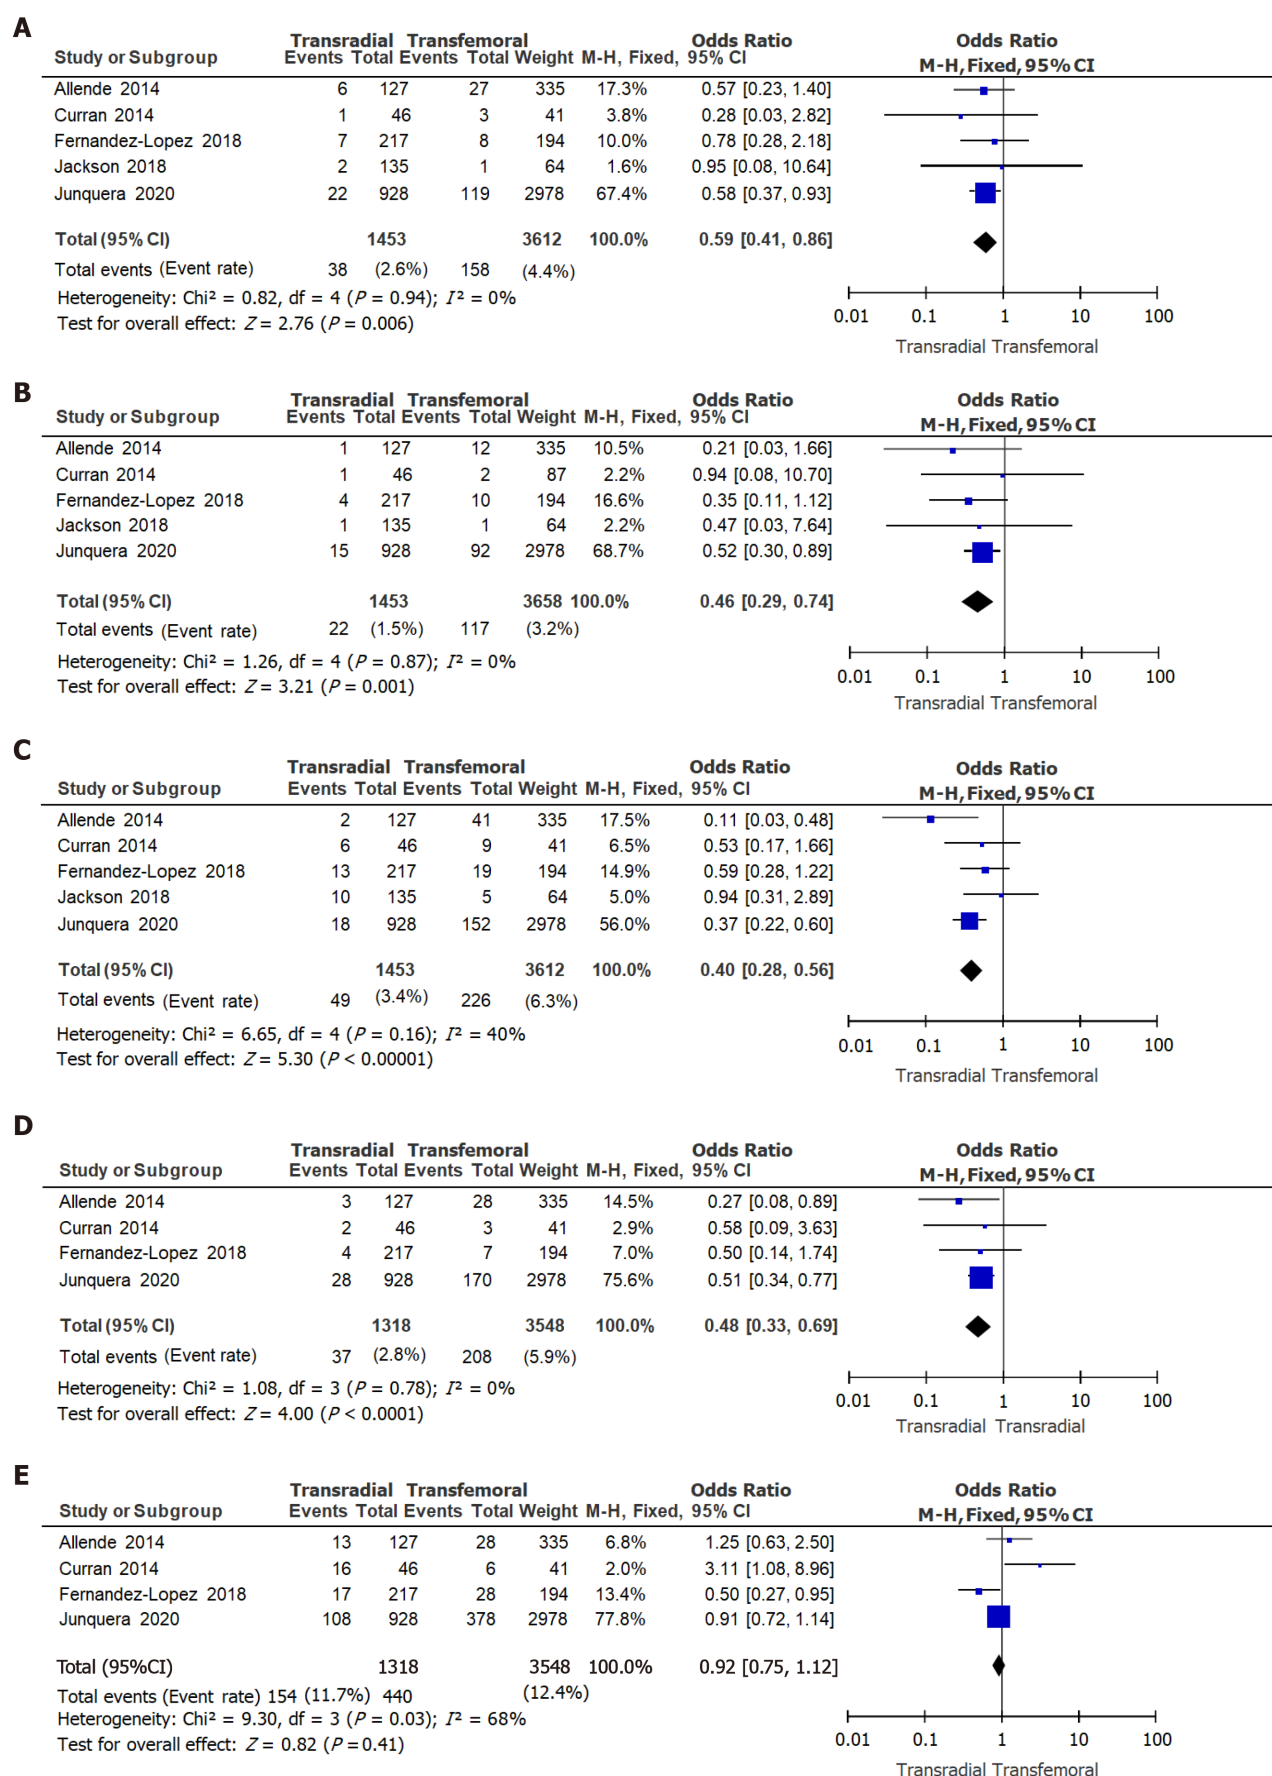 A
Transradial Transfemoral Odds Ratio Odds Ratio
Study or Subgroup Events Total Events Total Weight M-H, Fixed, 95% CI M-H, Fixed, 95% CI
Allende 2014 6 127 27 335 17.3% 0.57 [0.23, 1.40]
Curran 2014 1 46 3 41 3.8% 0.28 [0.03, 2.82]
Fernandez-Lopez 2018 7 217 8 194 10.0% 0.78 [0.28, 2.18]
Jackson 2018 2 135 1 64 1.6% 0.95 [0.08, 10.64]
Junquera 2020 22 928 119 2978 67.4% 0.58 [0.37, 0.93]
Total (95% CI) 1453 3612 100.0% 0.59 [0.41, 0.86]
Total events (Event rate) 38 (2.6%) 158 (4.4%)
Heterogeneity: Chi² = 0.82, df = 4 (P = 0.94); I² = 0%
Test for overall effect: Z = 2.76 (P = 0.006)
0.01 0.1 1 10 100
Transradial Transfemoral
B
Transradial Transfemoral Odds Ratio Odds Ratio
Study or Subgroup Events Total Events Total Weight M-H, Fixed, 95% CI M-H, Fixed, 95% CI
Allende 2014 1 127 12 335 10.5% 0.21 [0.03, 1.66]
Curran 2014 1 46 2 87 2.2% 0.94 [0.08, 10.70]
Fernandez-Lopez 2018 4 217 10 194 16.6% 0.35 [0.11, 1.12]
Jackson 2018 1 135 1 64 2.2% 0.47 [0.03, 7.64]
Junquera 2020 15 928 92 2978 68.7% 0.52 [0.30, 0.89]
Total (95% CI) 1453 3658 100.0% 0.46 [0.29, 0.74]
Total events (Event rate) 22 (1.5%) 117 (3.2%)
Heterogeneity: Chi² = 1.26, df = 4 (P = 0.87); I² = 0%
Test for overall effect: Z = 3.21 (P = 0.001)
0.01 0.1 1 10 100
Transradial Transfemoral
C
Transradial Transfemoral Odds Ratio Odds Ratio
Study or Subgroup Events Total Events Total Weight M-H, Fixed, 95% CI M-H, Fixed, 95% CI
Allende 2014 2 127 41 335 17.5% 0.11 [0.03, 0.48]
Curran 2014 6 46 9 41 6.5% 0.53 [0.17, 1.66]
Fernandez-Lopez 2018 13 217 19 194 14.9% 0.59 [0.28, 1.22]
Jackson 2018 10 135 5 64 5.0% 0.94 [0.31, 2.89]
Junquera 2020 18 928 152 2978 56.0% 0.37 [0.22, 0.60]
Total (95% CI) 1453 3612 100.0% 0.40 [0.28, 0.56]
Total events (Event rate) 49 (3.4%) 226 (6.3%)
Heterogeneity: Chi² = 6.65, df = 4 (P = 0.16); I² = 40%
Test for overall effect: Z = 5.30 (P < 0.00001)
0.01 0.1 1 10 100
Transradial Transfemoral
D
Transradial Transfemoral Odds Ratio Odds Ratio
Study or Subgroup Events Total Events Total Weight M-H, Fixed, 95% CI M-H, Fixed, 95% CI
Allende 2014 3 127 28 335 14.5% 0.27 [0.08, 0.89]
Curran 2014 2 46 3 41 2.9% 0.58 [0.09, 3.63]
Fernandez-Lopez 2018 4 217 7 194 7.0% 0.50 [0.14, 1.74]
Junquera 2020 28 928 170 2978 75.6% 0.51 [0.34, 0.77]
Total (95% CI) 1318 3548 100.0% 0.48 [0.33, 0.69]
Total events (Event rate) 37 (2.8%) 208 (5.9%)
Heterogeneity: Chi² = 1.08, df = 3 (P = 0.78); I² = 0%
Test for overall effect: Z = 4.00 (P < 0.0001)
0.01 0.1 1 10 100
Transradial Transradial
E
Transradial Transfemoral Odds Ratio Odds Ratio
Study or Subgroup Events Total Events Total Weight M-H, Fixed, 95% CI M-H, Fixed, 95% CI
Allende 2014 13 127 28 335 6.8% 1.25 [0.63, 2.50]
Curran 2014 16 46 6 41 2.0% 3.11 [1.08, 8.96]
Fernandez-Lopez 2018 17 217 28 194 13.4% 0.50 [0.27, 0.95]
Junquera 2020 108 928 378 2978 77.8% 0.91 [0.72, 1.14]
Total (95%CI) 1318 3548 100.0% 0.92 [0.75, 1.12]
Total events (Event rate) 154 (11.7%) 440 (12.4%)
Heterogeneity: Chi² = 9.30, df = 3 (P = 0.03); I² = 68%
Test for overall effect: Z = 0.82 (P = 0.41)
0.01 0.1 1 10 100
Transradial Transfemoral